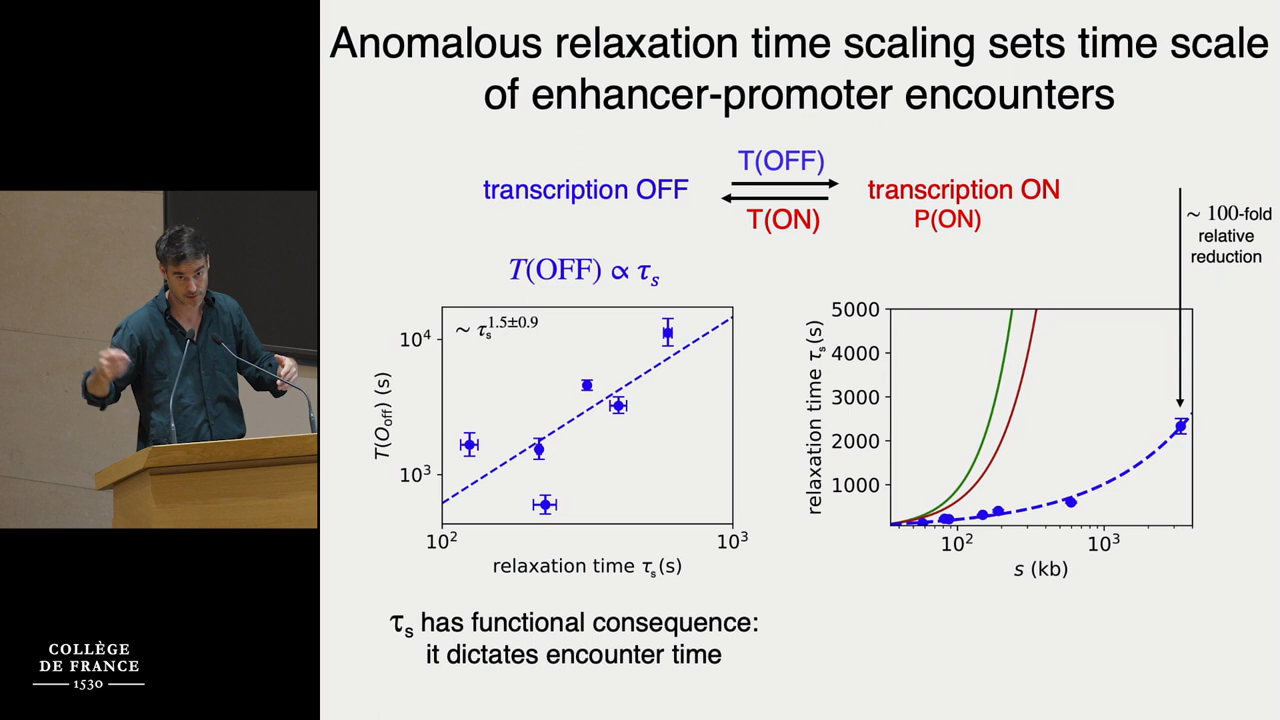 Anomalous relaxation time scaling sets time scale
of enhancer-promoter encounters
T(OFF)
transcription OFF
transcription ON
T(ON)
P(ON)
~ 100-fold
relative
reduction
T(OFF) ∝ τs
~ τs^1.5±0.9
10^4
10^3
T(O_off) (s)
10^2
10^3
relaxation time τs(s)
5000
4000
3000
2000
1000
relaxation time τs(s)
10^2
10^3
s (kb)
τs has functional consequence:
it dictates encounter time
COLLÈGE
DE FRANCE
1530